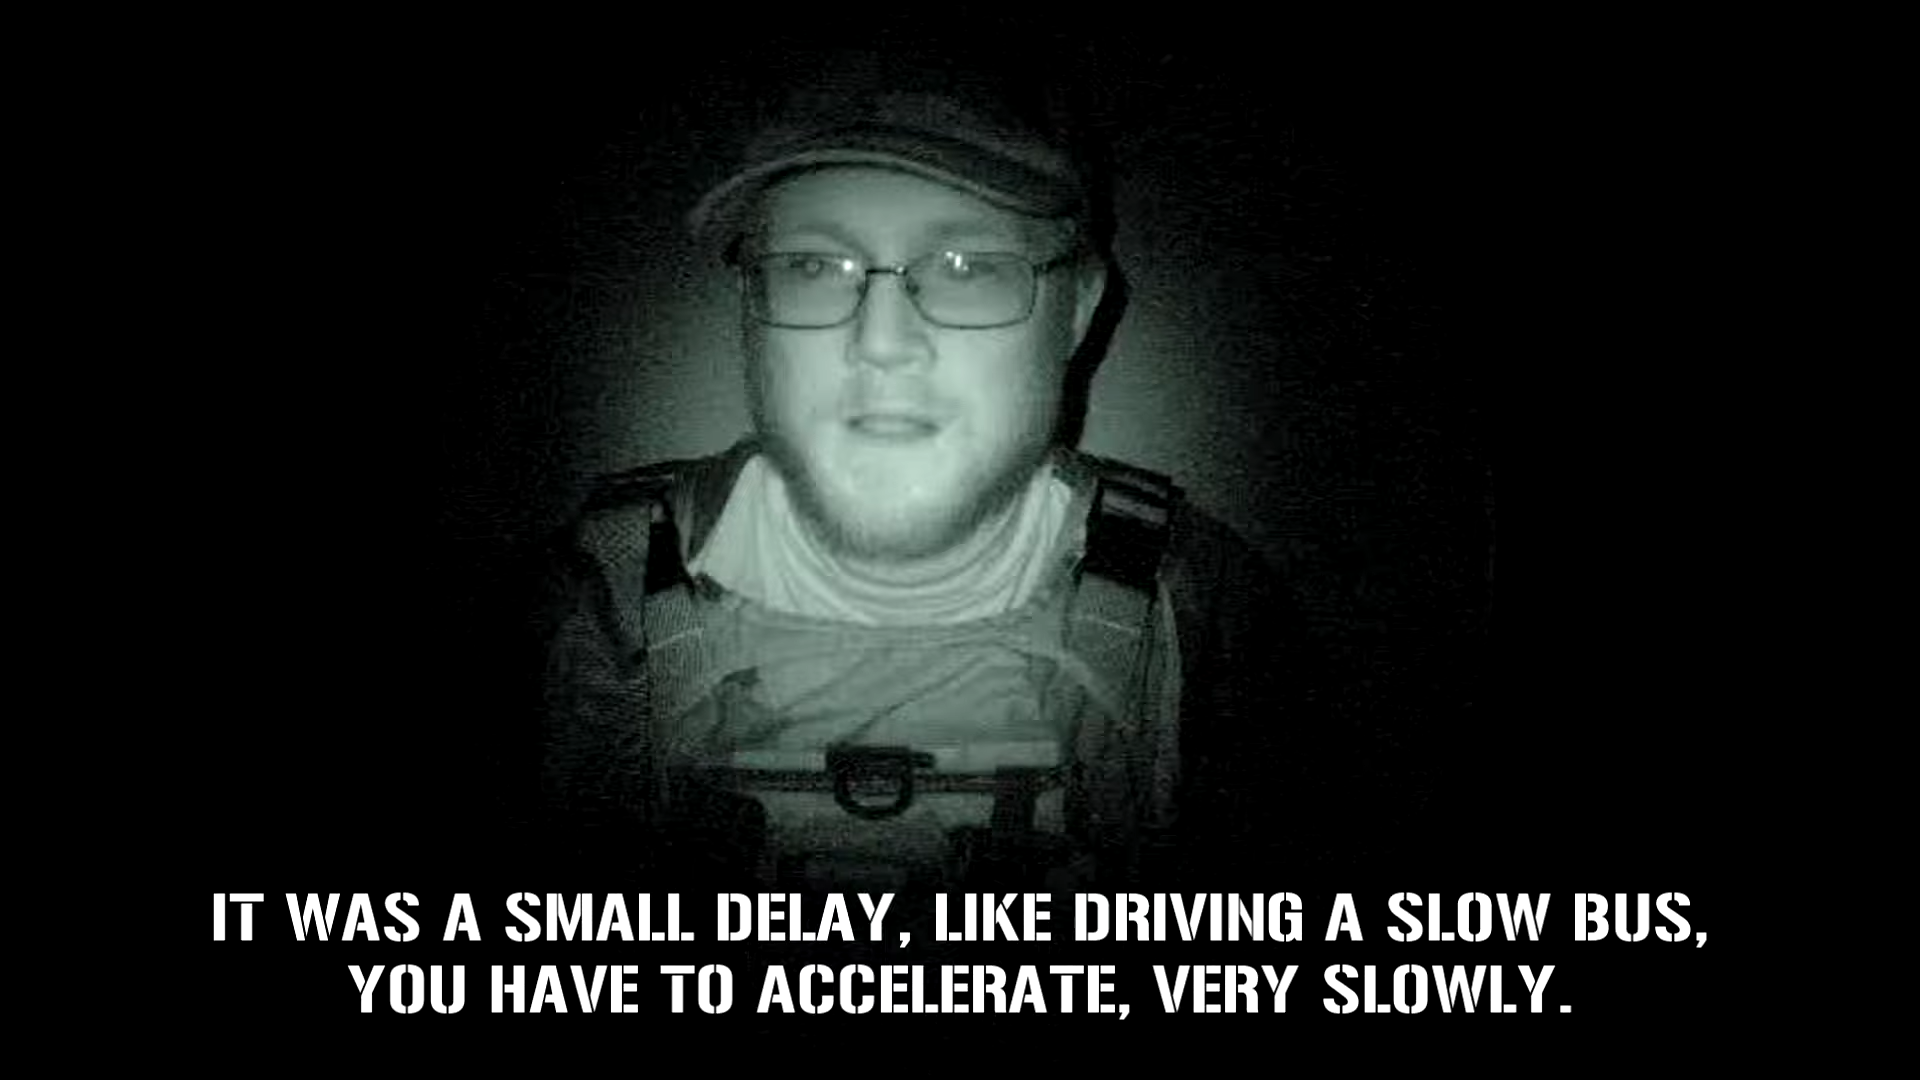 IT WAS A SMALL DELAY, LIKE DRIVING A SLOW BUS,
YOU HAVE TO ACCELERATE, VERY SLOWLY.